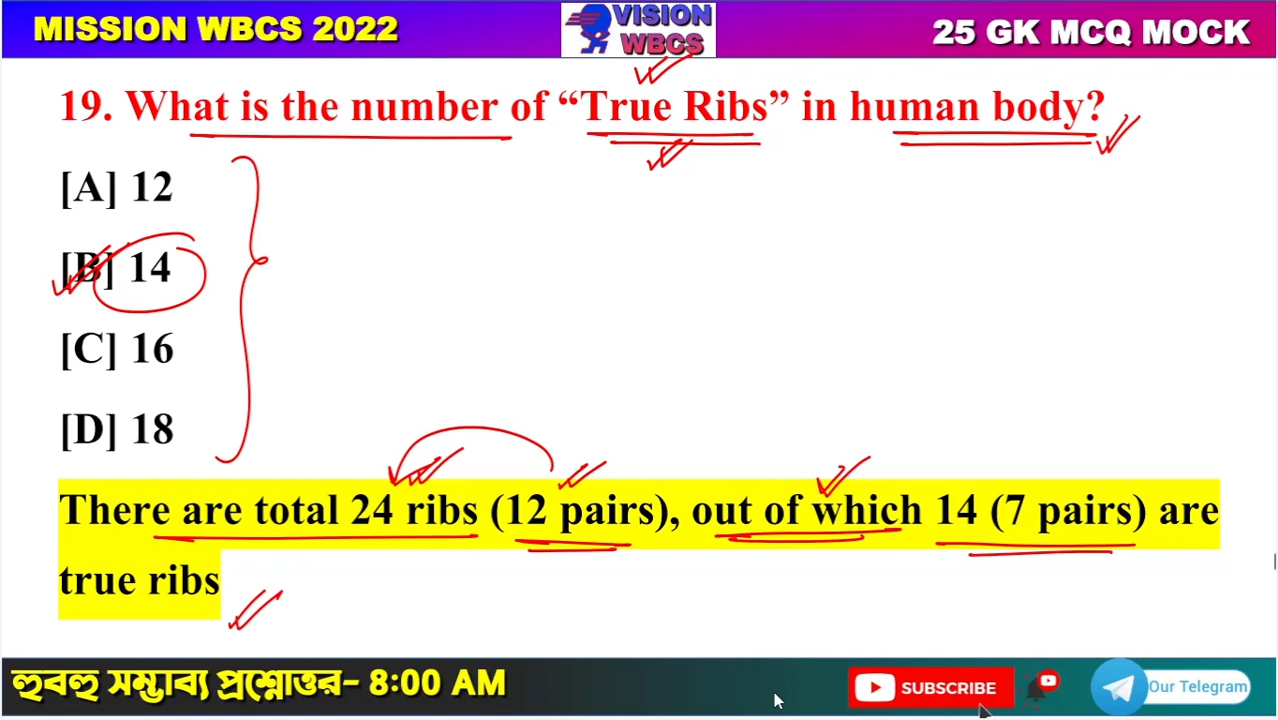 MISSION WBCS 2022
VISION
WBCS
25 GK MCQ MOCK
19. What is the number of “True Ribs” in human body?
[A] 12
[B] 14
[C] 16
[D] 18
There are total 24 ribs (12 pairs), out of which 14 (7 pairs) are
true ribs
হুবহু সম্ভাব্য প্রশ্নোত্তর- 8:00 AM
SUBSCRIBE
Our Telegram